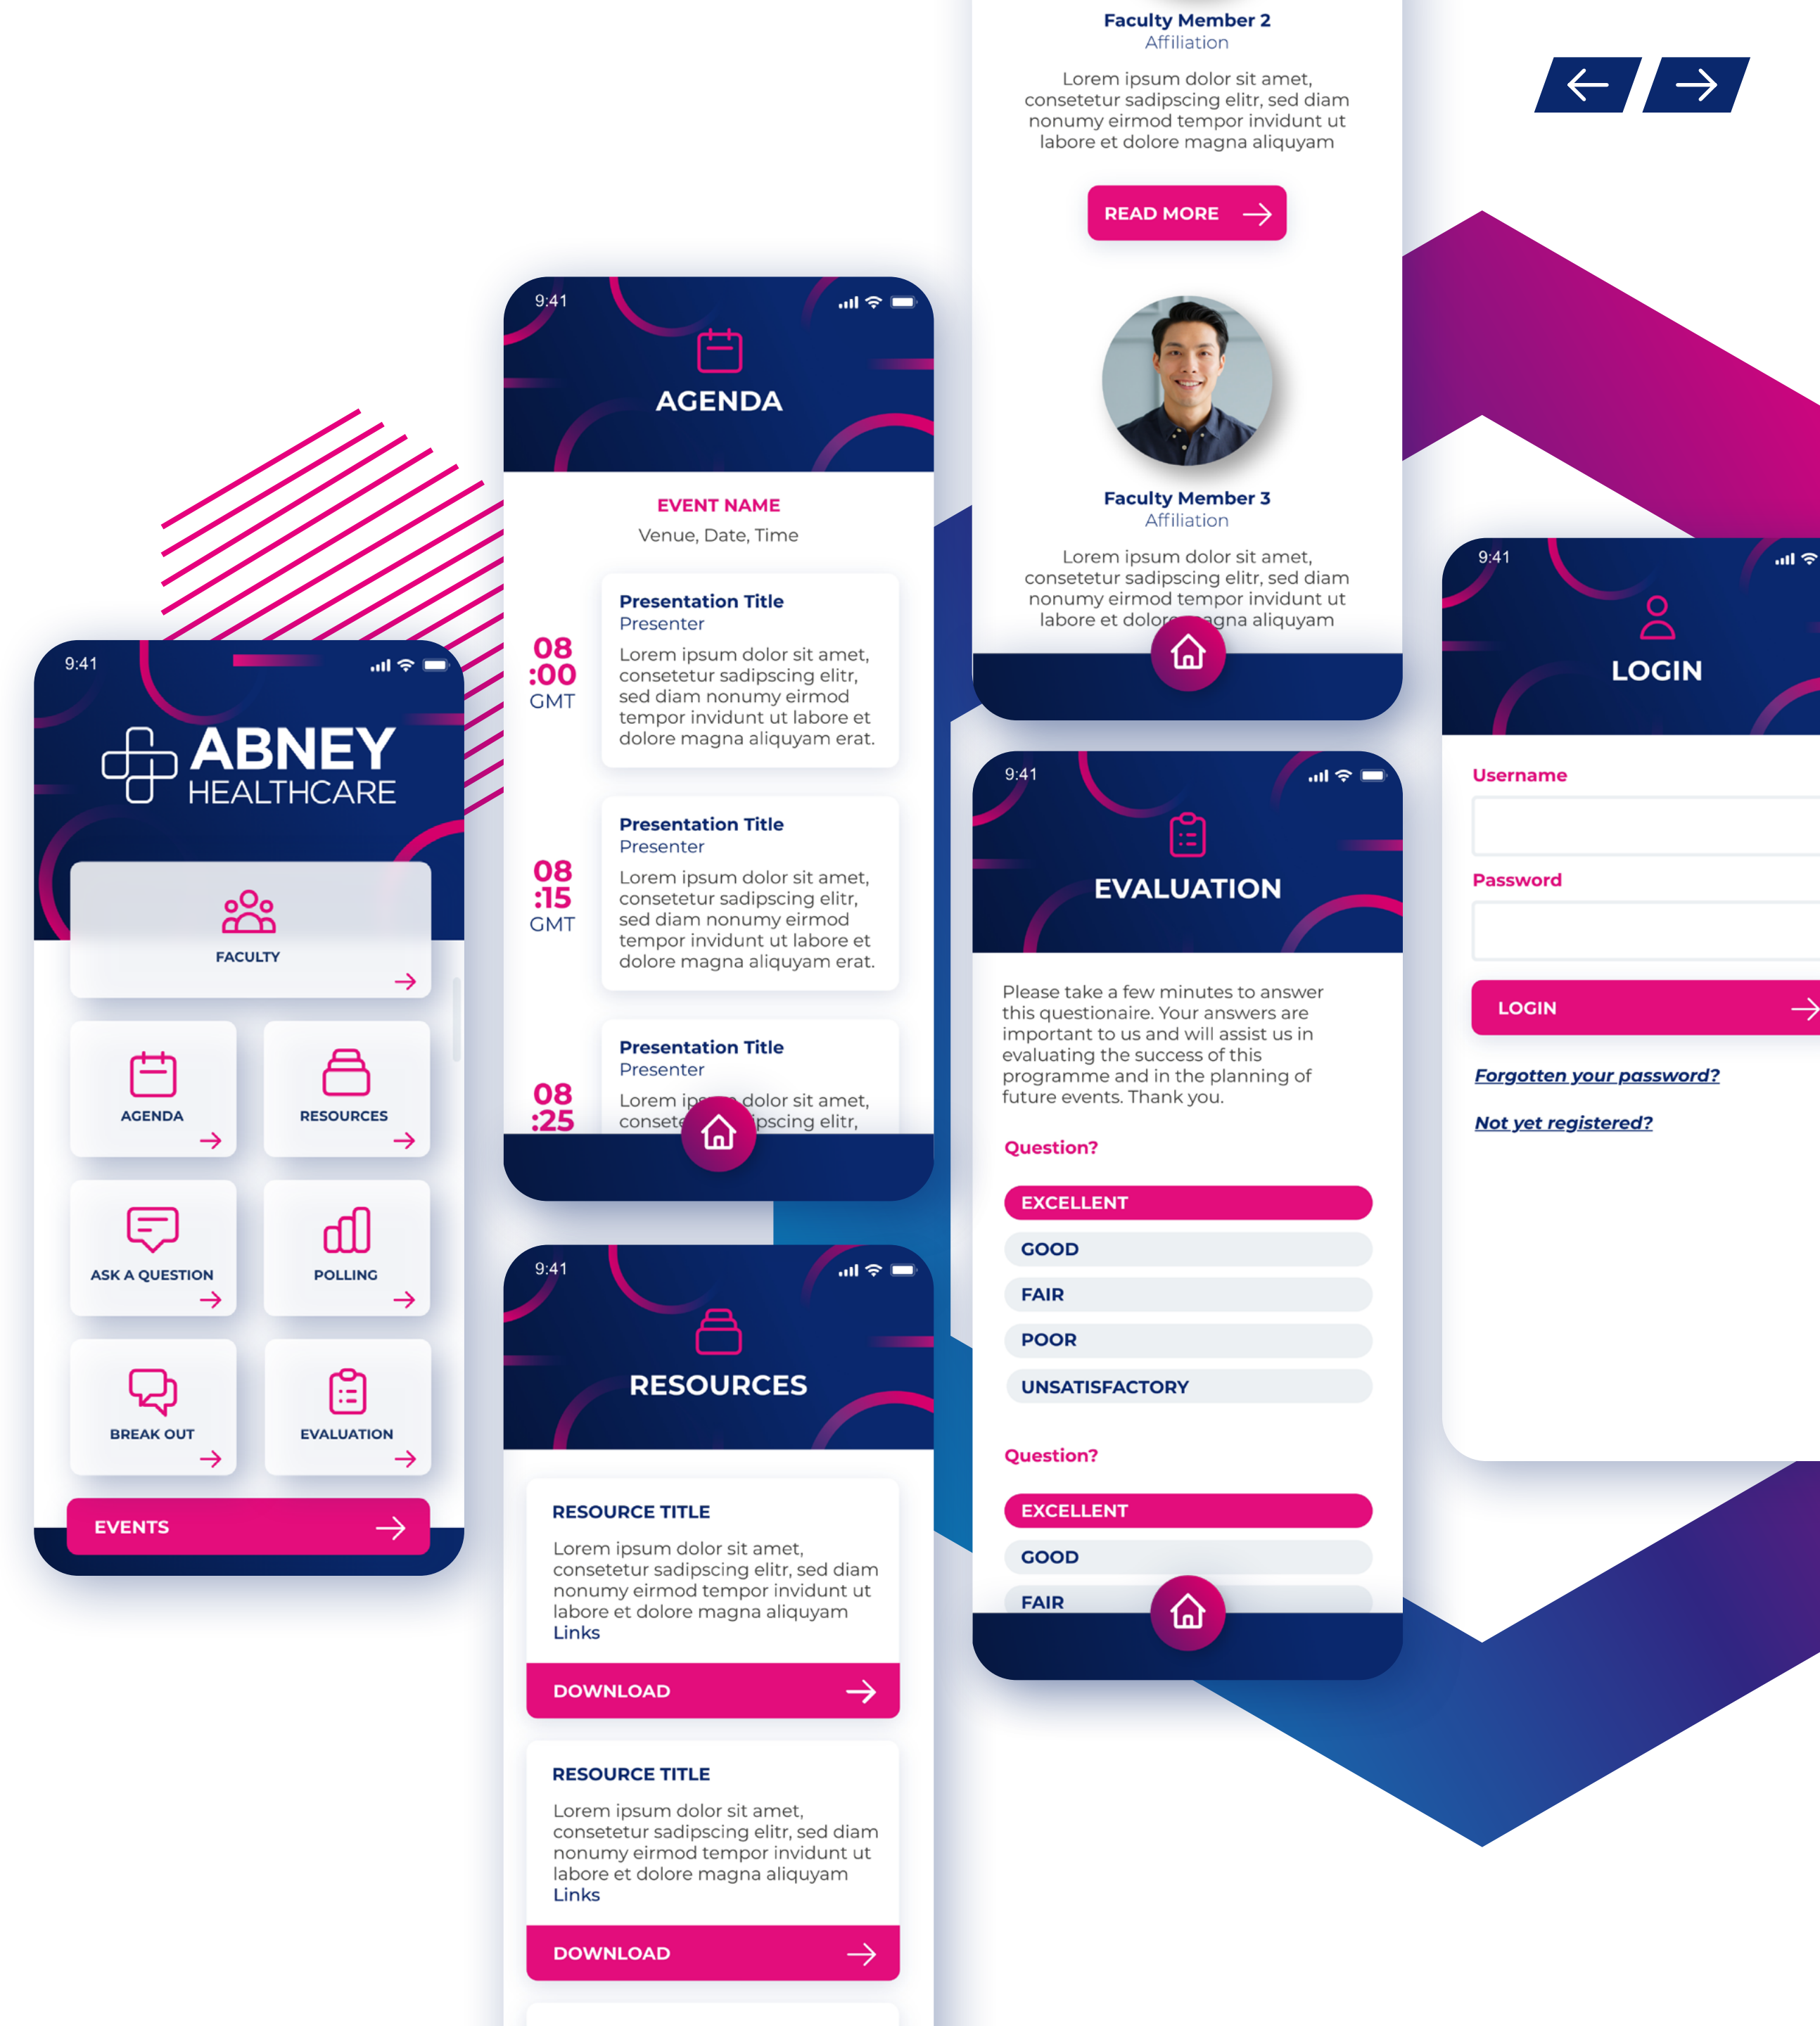 9:41
ABNEY
HEALTHCARE
FACULTY
AGENDA
RESOURCES
ASK A QUESTION
POLLING
BREAK OUT
EVALUATION
EVENTS
9:41
AGENDA
EVENT NAME
Venue, Date, Time
08
:00
GMT
Presentation Title
Presenter
Lorem ipsum dolor sit amet,
consetetur sadipscing elitr,
sed diam nonumy eirmod
tempor invidunt ut labore et
dolore magna aliquyam erat.
08
:15
GMT
Presentation Title
Presenter
Lorem ipsum dolor sit amet,
consetetur sadipscing elitr,
sed diam nonumy eirmod
tempor invidunt ut labore et
dolore magna aliquyam erat.
08
:25
Presentation Title
Presenter
Lorem dolor sit amet,
elitr,
9:41
RESOURCES
RESOURCE TITLE
Lorem ipsum dolor sit amet,
consetetur sadipscing elitr, sed diam
nonumy eirmod tempor invidunt ut
labore et dolore magna aliquyam
Links
DOWNLOAD
RESOURCE TITLE
Lorem ipsum dolor sit amet,
consetetur sadipscing elitr, sed diam
nonumy eirmod tempor invidunt ut
labore et dolore magna aliquyam
Links
DOWNLOAD
Faculty Member 2
Affiliation
Lorem ipsum dolor sit amet,
consetetur sadipscing elitr, sed diam
nonumy eirmod tempor invidunt ut
labore et dolore magna aliquyam
READ MORE
Faculty Member 3
Affiliation
Lorem ipsum dolor sit amet,
consetetur sadipscing elitr, sed diam
nonumy eirmod tempor invidunt ut
labore et aliquyam
9:41
EVALUATION
Please take a few minutes to answer
this questionaire. Your answers are
important to us and will assist us in
evaluating the success of this
programme and in the planning of
future events. Thank you.
Question?
EXCELLENT
GOOD
FAIR
POOR
UNSATISFACTORY
Question?
EXCELLENT
GOOD
FAIR
9:41
LOGIN
Username
Password
LOGIN
Forgotten your password?
Not yet registered?